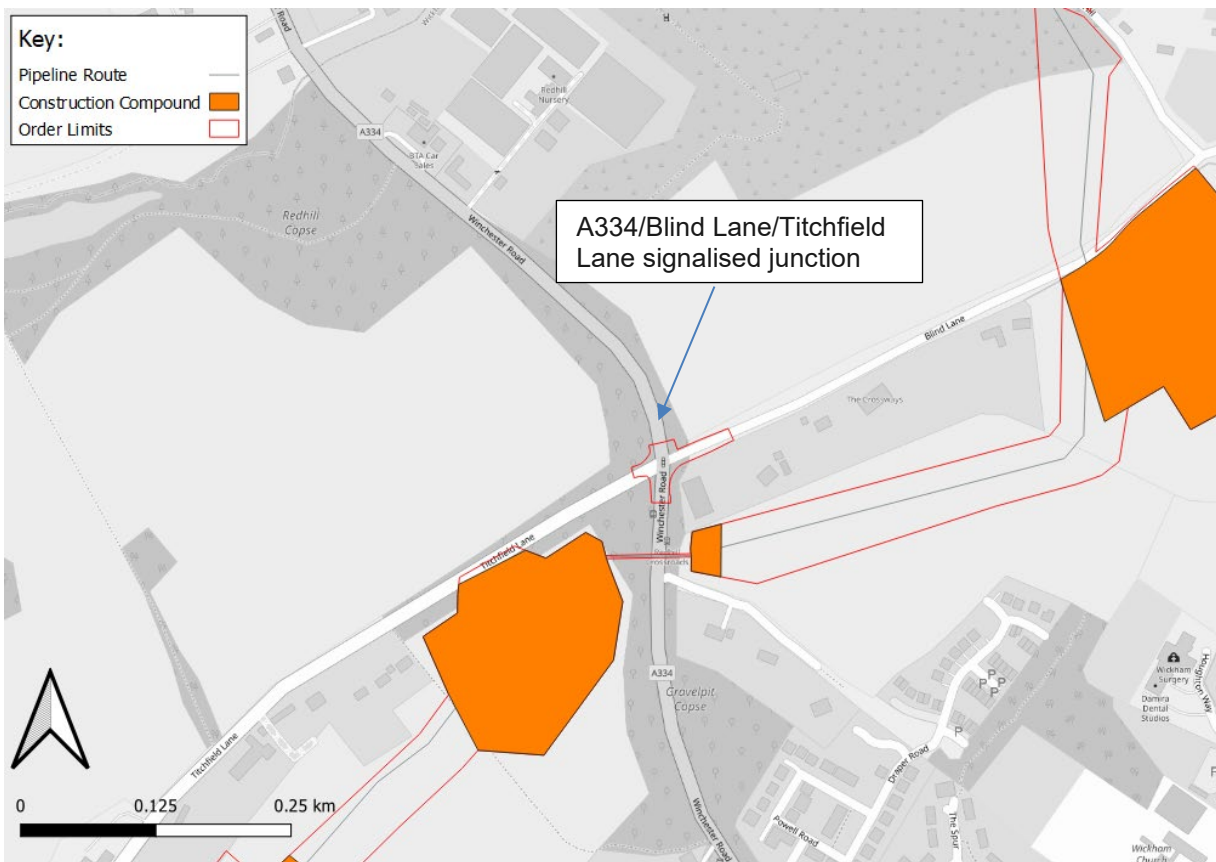 Key:
Pipeline Route
Construction Compound
Order Limits
A334
Redhill
Nursery
BTA Car
Sales
Redhill
Copse
Winchester Road
A334/Blind Lane/Titchfield
Lane signalised junction
Blind Lane
The Crossways
Winchester Road
Titchfield Lane
Crossroads
A334
Gravelpit
Copse
Wickham
Surgery
Damira
Dental
Studios
Houghton Way
P
P
P
P
P
Draper Road
Titchfield Lane
0 0.125 0.25 km
Powell Road
The Spur
Winchester Road
Wickham
Church